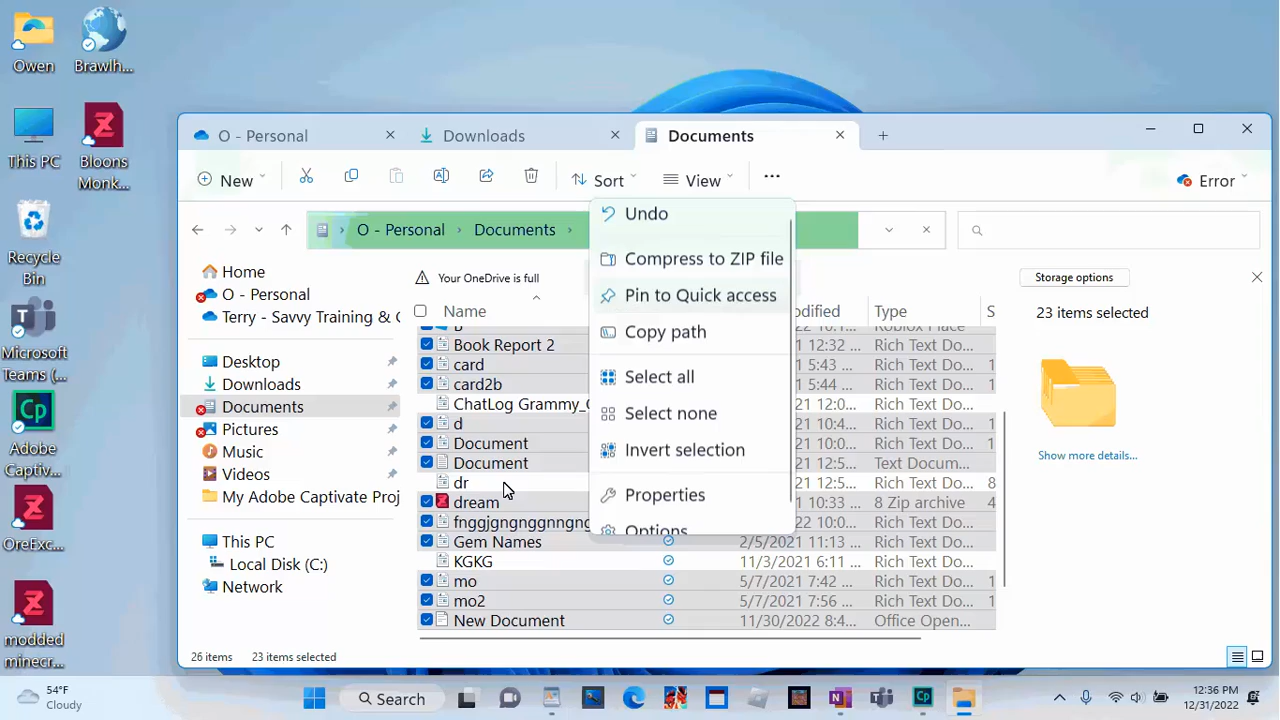 Owen
Brawlh...
This PC
Bloons
Monk...
Recycle
Bin
Microsoft
Teams (...
Adobe
Captiv...
OreExc...
modded
minecr...
O - Personal
Downloads
Documents
New
Sort
View
Error
O - Personal
Documents
Your OneDrive is full
Storage options
Home
O - Personal
Terry - Savvy Training & C
Desktop
Downloads
Documents
Pictures
Music
Videos
My Adobe Captivate Proj
This PC
Local Disk (C:)
Network
Name
odified
Type
S
B
22 10:1...
Roblox Place
Book Report 2
22 12:32 ...
Rich Text Do...
card
21 5:43 ...
Rich Text Do...
1
card2b
21 5:44 ...
Rich Text Do...
1
ChatLog Grammy_
21 12:0...
Rich Text Do...
d
21 10:4...
Rich Text Do...
1
Document
21 10:0...
Rich Text Do...
1
Document
21 12:5...
Text Docum...
dr
21 12:5...
Rich Text Do...
dream
21 10:33 ...
8 Zip archive
4
fnggjgngnggnngng
22 10:0...
Rich Text Do...
Gem Names
2/5/2021 11:13 ...
Rich Text Do...
KGKG
11/3/2021 6:11 ...
Rich Text Do...
mo
5/7/2021 7:42 ...
Rich Text Do...
1
mo2
5/7/2021 7:56 ...
Rich Text Do...
1
New Document
11/30/2022 8:4...
Office Open...
Undo
Compress to ZIP file
Pin to Quick access
Copy path
Select all
Select none
Invert selection
Properties
Options
23 items selected
Show more details...
26 items
23 items selected
54°F
Cloudy
Search
12:36 PM
12/31/2022